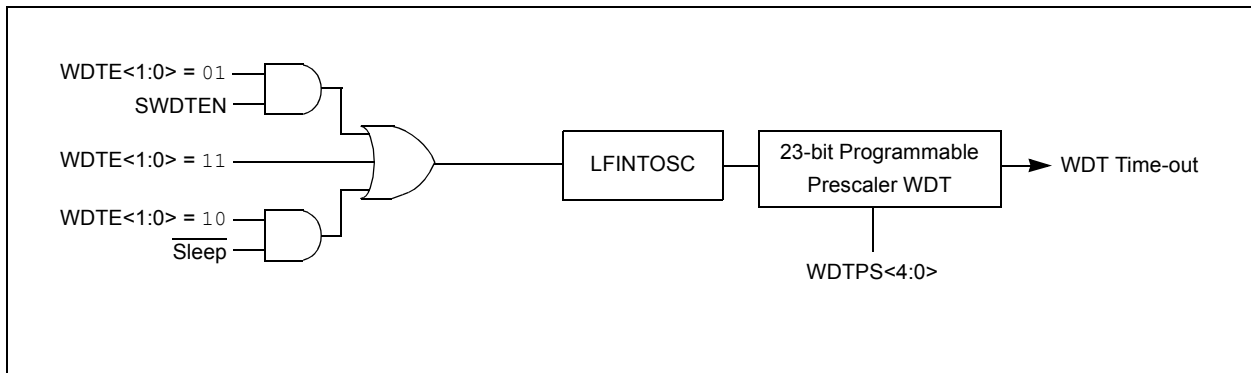 WDTE<1:0> = 01
SWDTEN
WDTE<1:0> = 11
WDTE<1:0> = 10
Sleep
LFINTOSC
23-bit Programmable
Prescaler WDT
WDT Time-out
WDTPS<4:0>